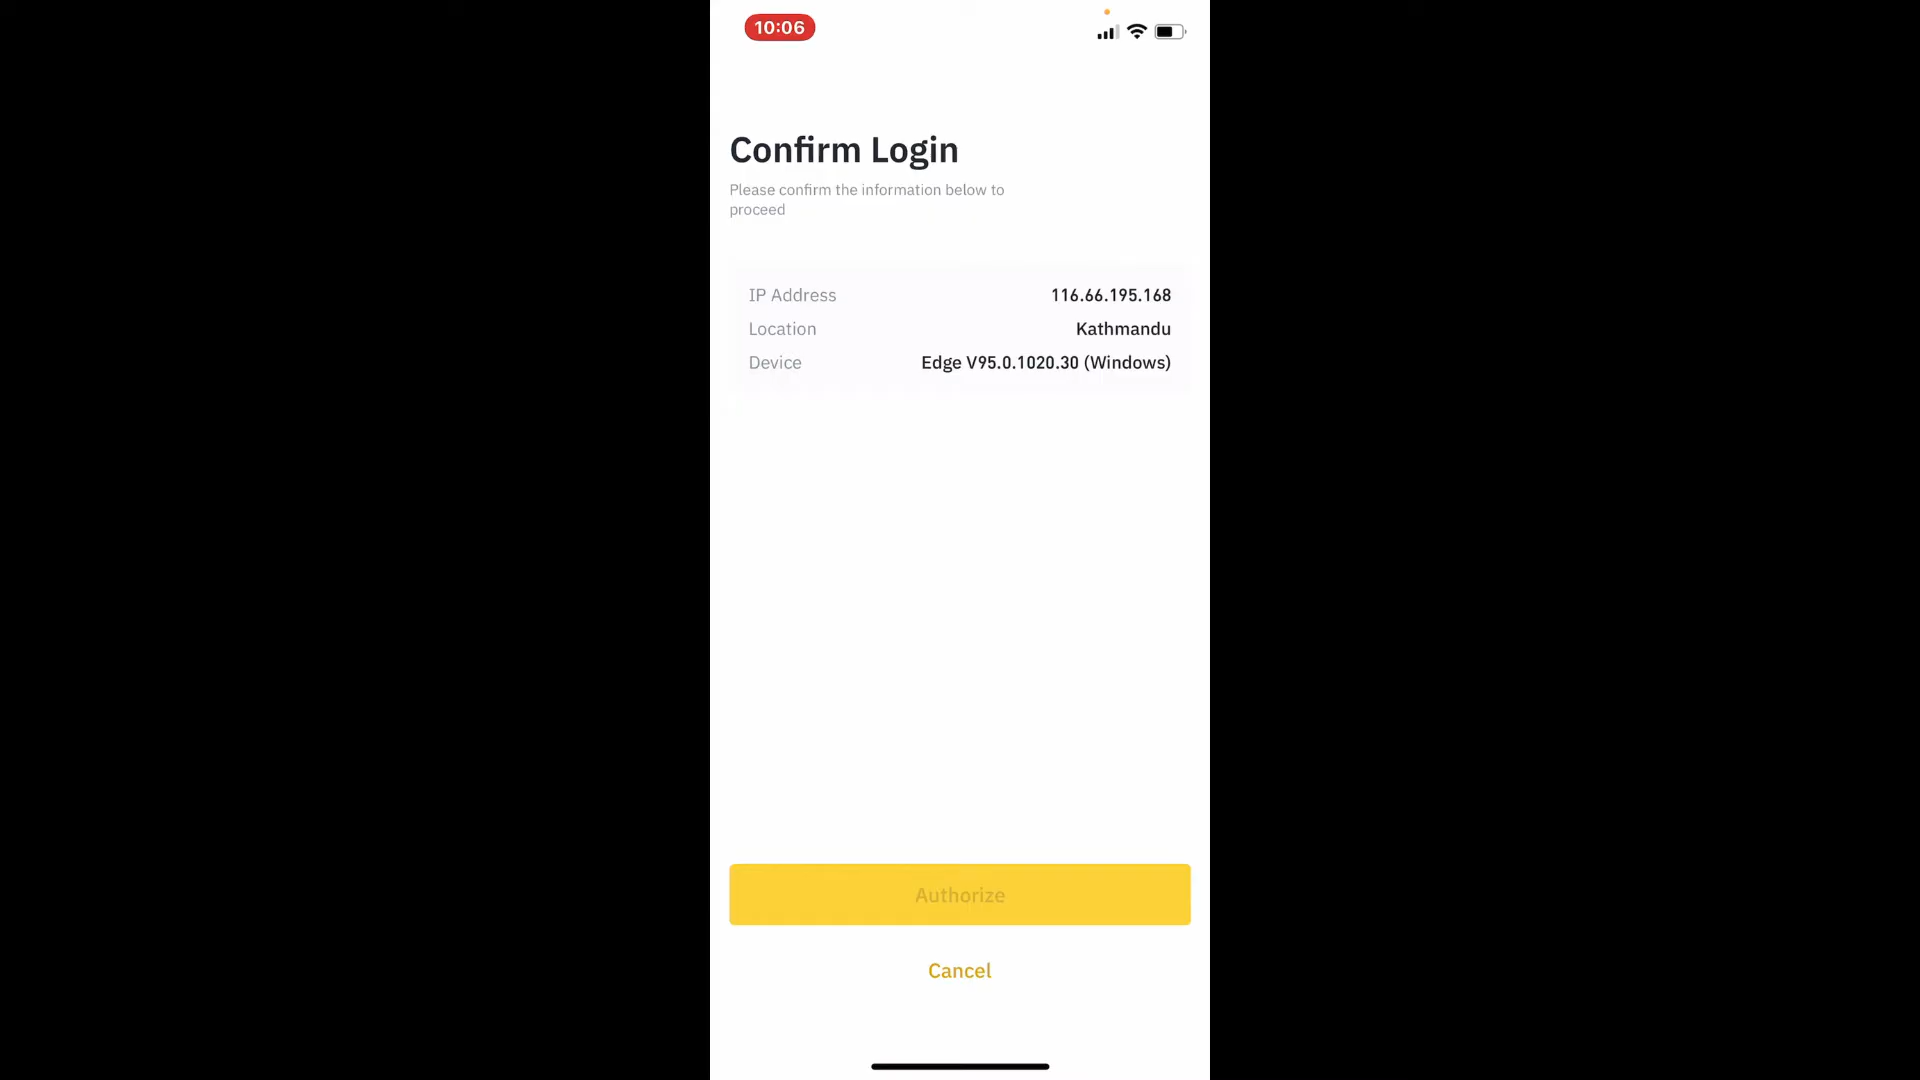 10:06
Confirm Login
Please confirm the information below to
proceed
IP Address 116.66.195.168
Location Kathmandu
Device Edge V95.0.1020.30 (Windows)
Authorize
Cancel